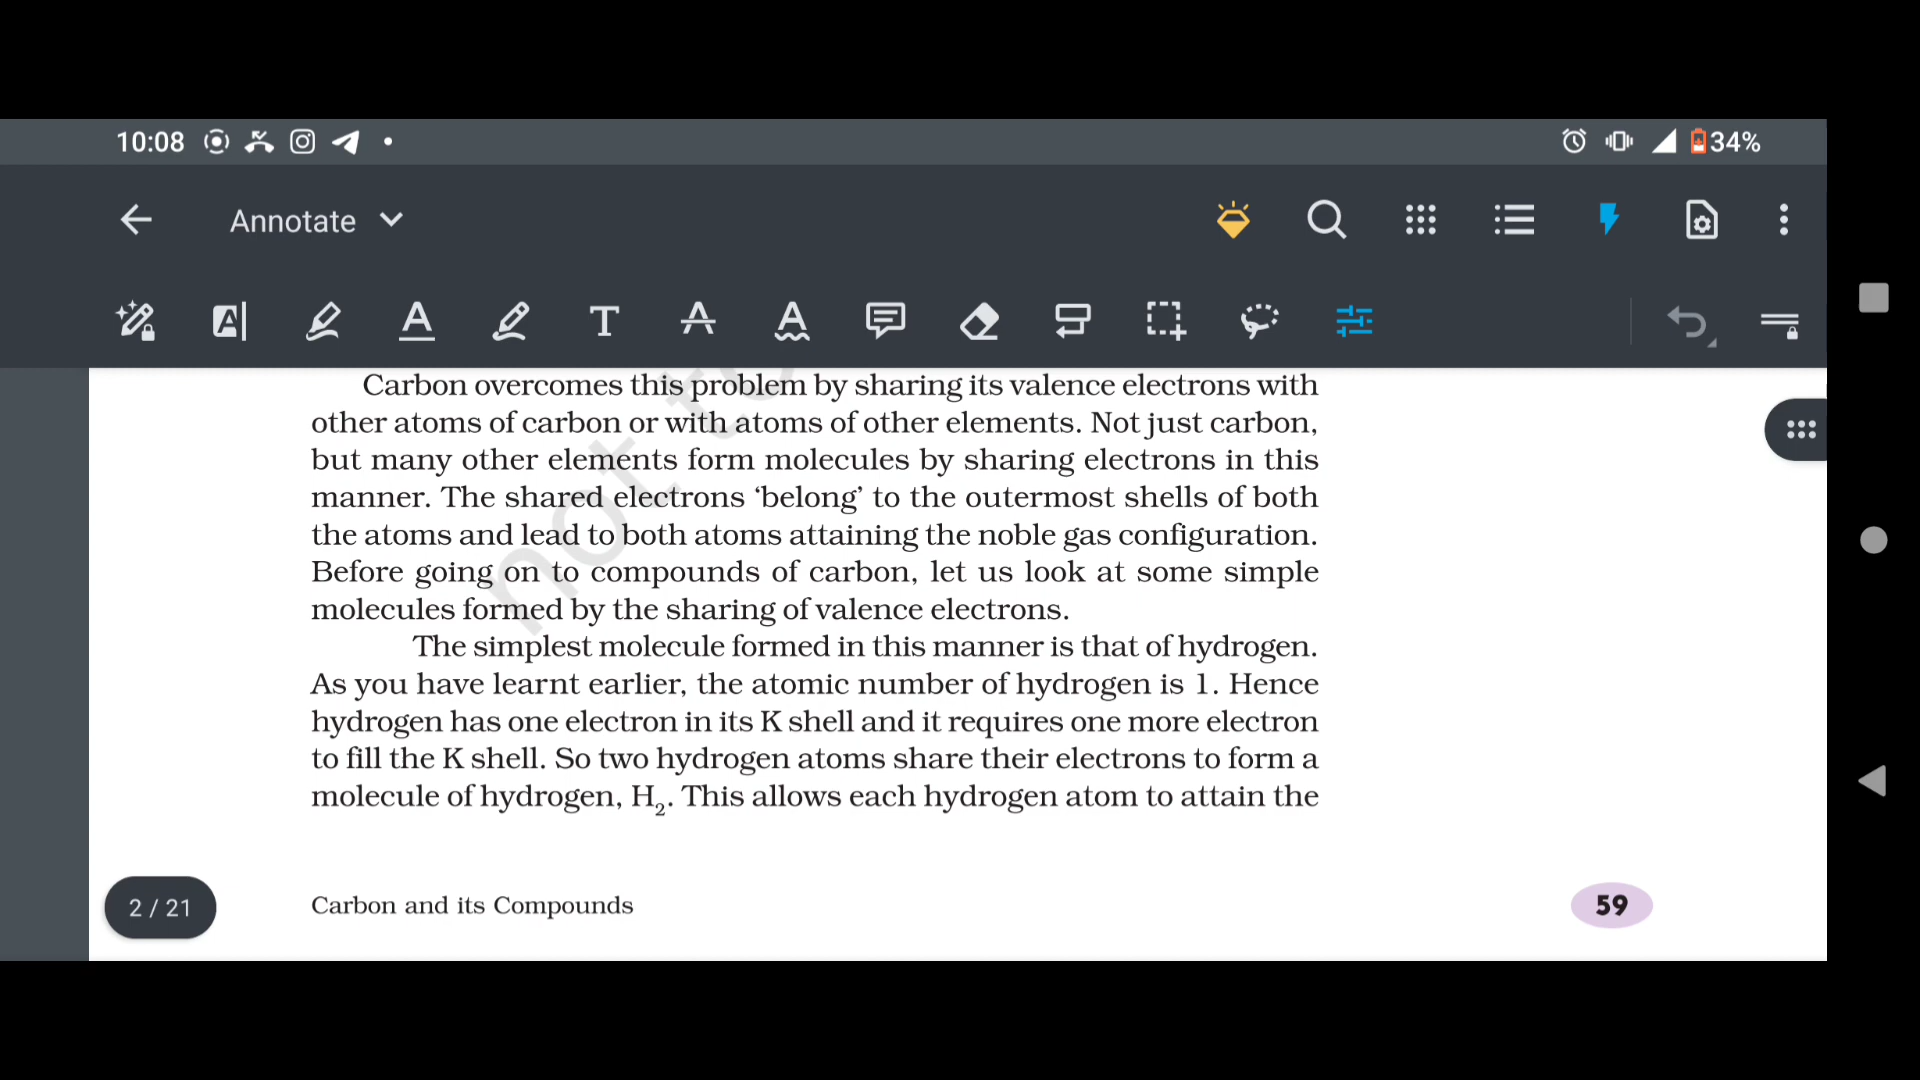 10:08
34%
Annotate
Carbon overcomes this problem by sharing its valence electrons with
other atoms of carbon or with atoms of other elements. Not just carbon,
but many other elements form molecules by sharing electrons in this
manner. The shared electrons ‘belong’ to the outermost shells of both
the atoms and lead to both atoms attaining the noble gas configuration.
Before going on to compounds of carbon, let us look at some simple
molecules formed by the sharing of valence electrons.
The simplest molecule formed in this manner is that of hydrogen.
As you have learnt earlier, the atomic number of hydrogen is 1. Hence
hydrogen has one electron in its K shell and it requires one more electron
to fill the K shell. So two hydrogen atoms share their electrons to form a
molecule of hydrogen, H₂. This allows each hydrogen atom to attain the
not to
2 / 21
Carbon and its Compounds
59